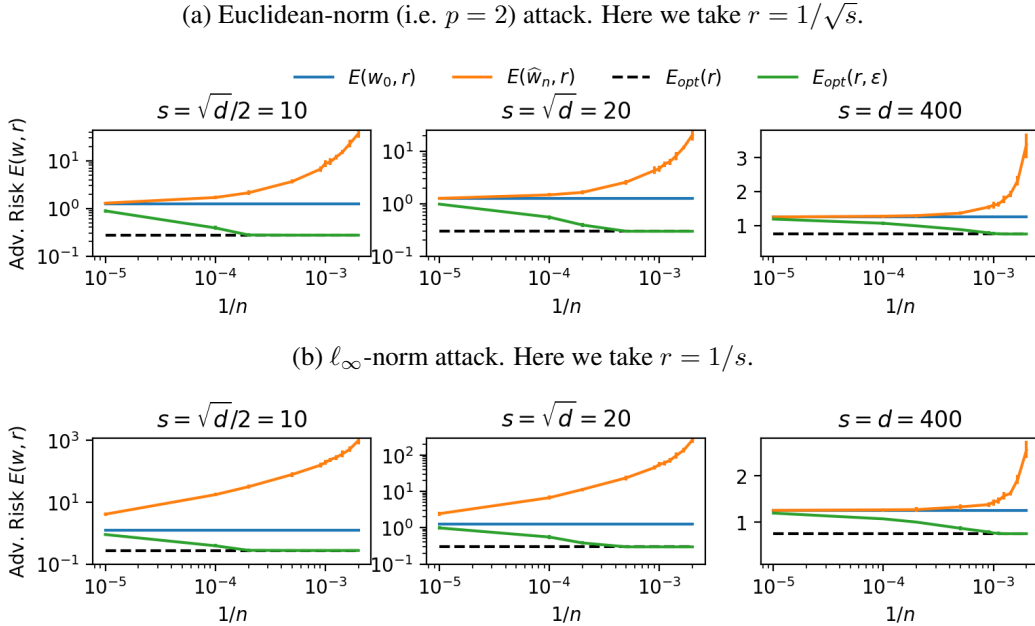 (a) Euclidean-norm (i.e. p = 2) attack. Here we take r = 1/√s.
E(w₀, r) E(ŵₙ, r) Eₒₚₜ(r) Eₒₚₜ(r, ε)
s = √d/2 = 10 s = √d = 20 s = d = 400
Adv. Risk E(w, r)
10¹ 10⁰ 10⁻¹
10¹ 10⁰ 10⁻¹
3 2 1
10⁻⁵ 10⁻⁴ 10⁻³ 10⁻⁵ 10⁻⁴ 10⁻³ 10⁻⁵ 10⁻⁴ 10⁻³
1/n 1/n 1/n
(b) ℓ∞-norm attack. Here we take r = 1/s.
s = √d/2 = 10 s = √d = 20 s = d = 400
Adv. Risk E(w, r)
10³ 10¹ 10⁻¹
10² 10¹ 10⁰ 10⁻¹
2 1
10⁻⁵ 10⁻⁴ 10⁻³ 10⁻⁵ 10⁻⁴ 10⁻³ 10⁻⁵ 10⁻⁴ 10⁻³
1/n 1/n 1/n